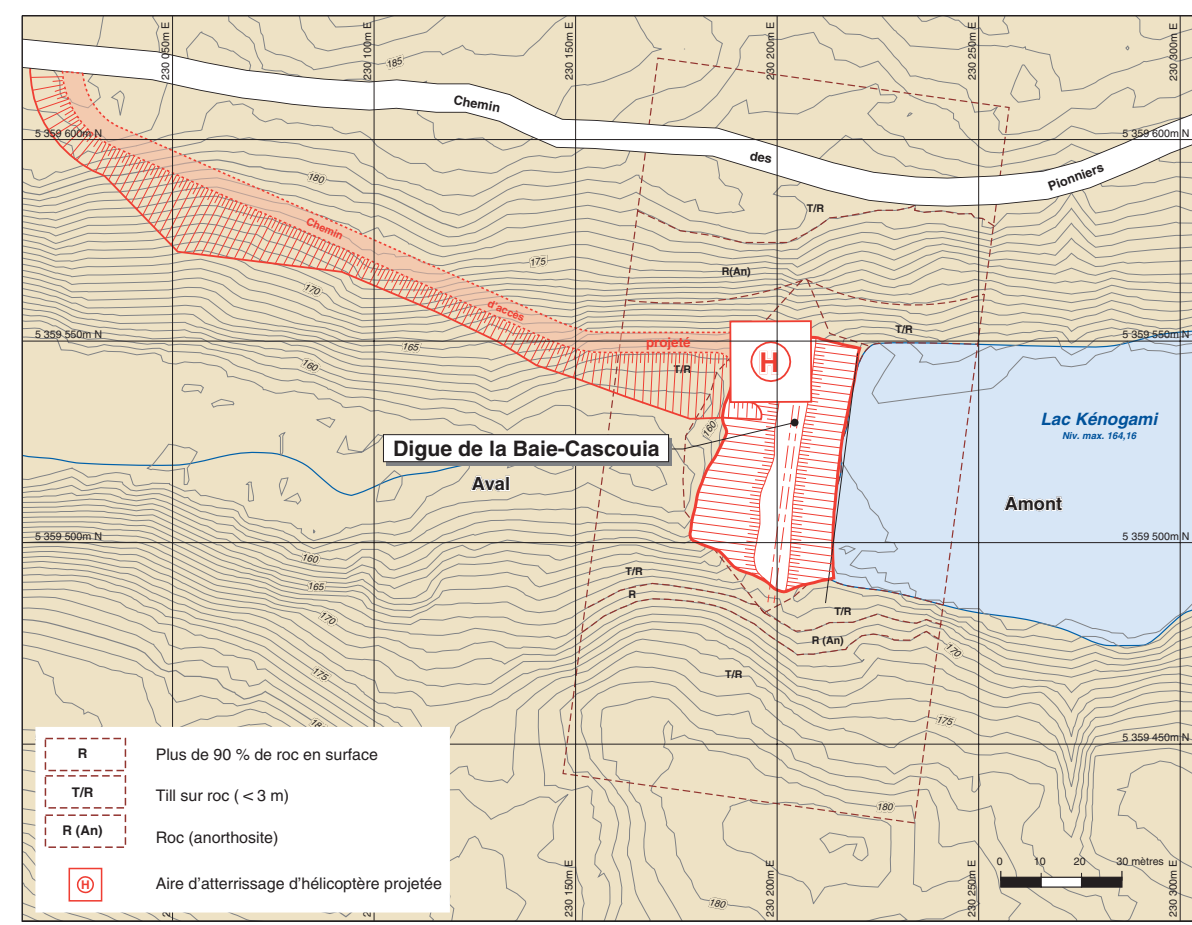 230 050m E
230 100m E
230 150m E
230 200m E
230 250m E
230 300m E
185
Chemin
des
Pionniers
5 359 600m N
5 359 600m N
180
T/R
Chemin
175
R(An)
170
d'accès
T/R
5 359 550m N
5 359 550m N
projeté
165
160
T/R
H
Lac Kénogami
Niv. max. 164,16
160
Digue de la Baie-Cascouia
Aval
Amont
5 359 500m N
5 359 500m N
160
T/R
165
R
170
T/R
R (An)
170
175
T/R
175
5 359 450m N
R
Plus de 90 % de roc en surface
T/R
Till sur roc ( < 3 m)
R (An)
Roc (anorthosite)
H
Aire d'atterrissage d'hélicoptère projetée
180
180
0 10 20 30 mètres
230 150m E
230 200m E
230 250m E
230 300m E